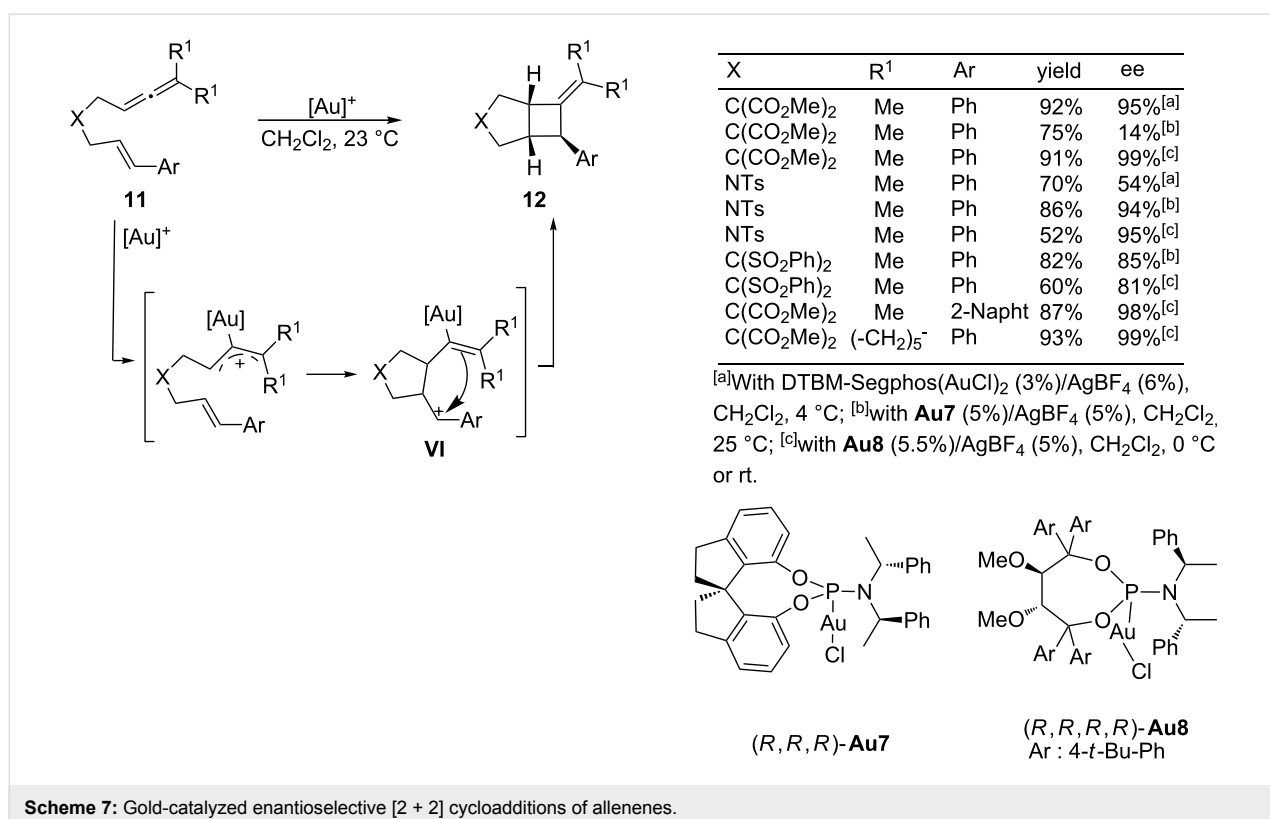 R1
R1
X
Ar
11
[Au]+
CH2Cl2, 23 °C
H
R1
R1
X
H
Ar
12
[Au]+
[Au]
R1
R1
+
X
Ar
[Au]
R1
R1
X
+
Ar
VI
X R1 Ar yield ee
C(CO2Me)2 Me Ph 92% 95%[a]
C(CO2Me)2 Me Ph 75% 14%[b]
C(CO2Me)2 Me Ph 91% 99%[c]
NTs Me Ph 70% 54%[a]
NTs Me Ph 86% 94%[b]
NTs Me Ph 52% 95%[c]
C(SO2Ph)2 Me Ph 82% 85%[b]
C(SO2Ph)2 Me Ph 60% 81%[c]
C(CO2Me)2 Me 2-Napht 87% 98%[c]
C(CO2Me)2 (-CH2)5- Ph 93% 99%[c]
[a]With DTBM-Segphos(AuCl)2 (3%)/AgBF4 (6%),
CH2Cl2, 4 °C; [b]with Au7 (5%)/AgBF4 (5%), CH2Cl2,
25 °C; [c]with Au8 (5.5%)/AgBF4 (5%), CH2Cl2, 0 °C
or rt.
O
O
P
N
Ph
Ph
Au
Cl
(R,R,R)-Au7
Ar
Ar
MeO
MeO
O
O
P
N
Ph
Ph
Au
Cl
Ar
Ar
(R,R,R,R)-Au8
Ar : 4-t-Bu-Ph
Scheme 7: Gold-catalyzed enantioselective [2 + 2] cycloadditions of allenenes.